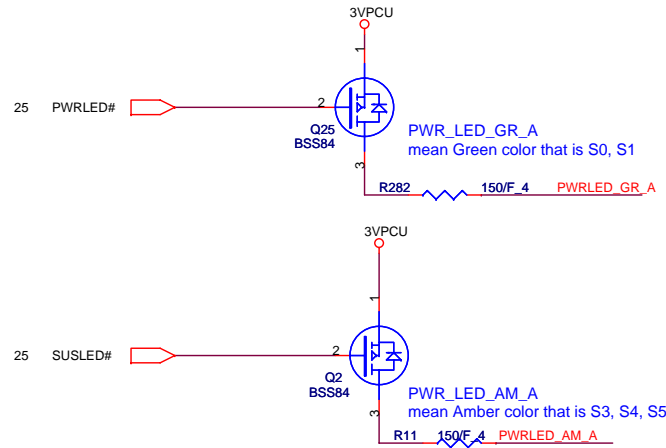 3VPCU
1
25 PWRLED#
2
Q25
BSS84
PWR_LED_GR_A
mean Green color that is S0, S1
3
R282 150/F_4 PWRLED_GR_A
3VPCU
1
25 SUSLED#
2
Q2
BSS84
PWR_LED_AM_A
mean Amber color that is S3, S4, S5
3
R11 150/F_4 PWRLED_AM_A